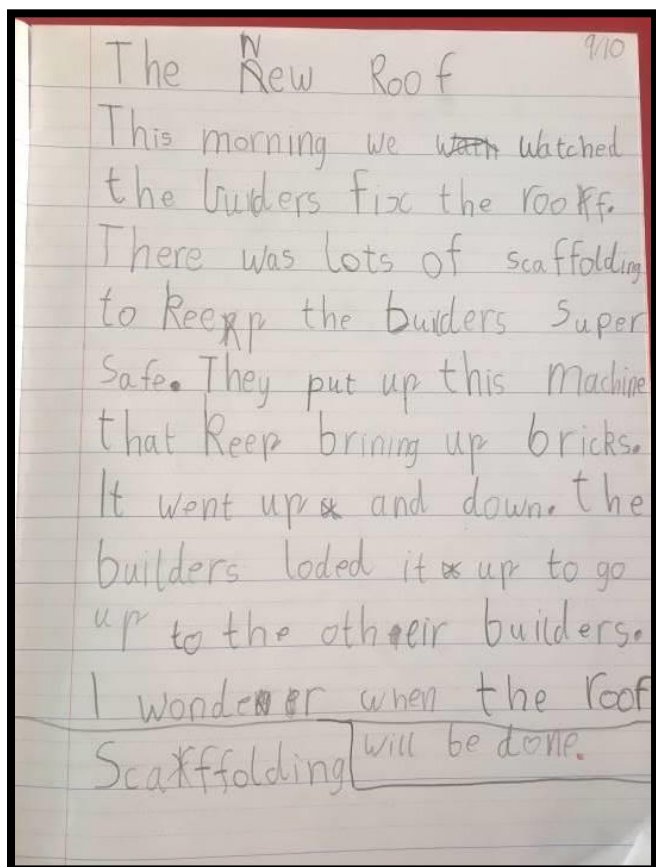 9/10
The New Roof
This morning we watched
the buiders fix the roof.
There was lots of scaffolding
to keep the buiders super
safe. They put up this machine
that keep brining up bricks.
It went up and down. the
builders loded it up to go
up to the otheir builders.
I wonder when the roof
will be done.
Scaffolding